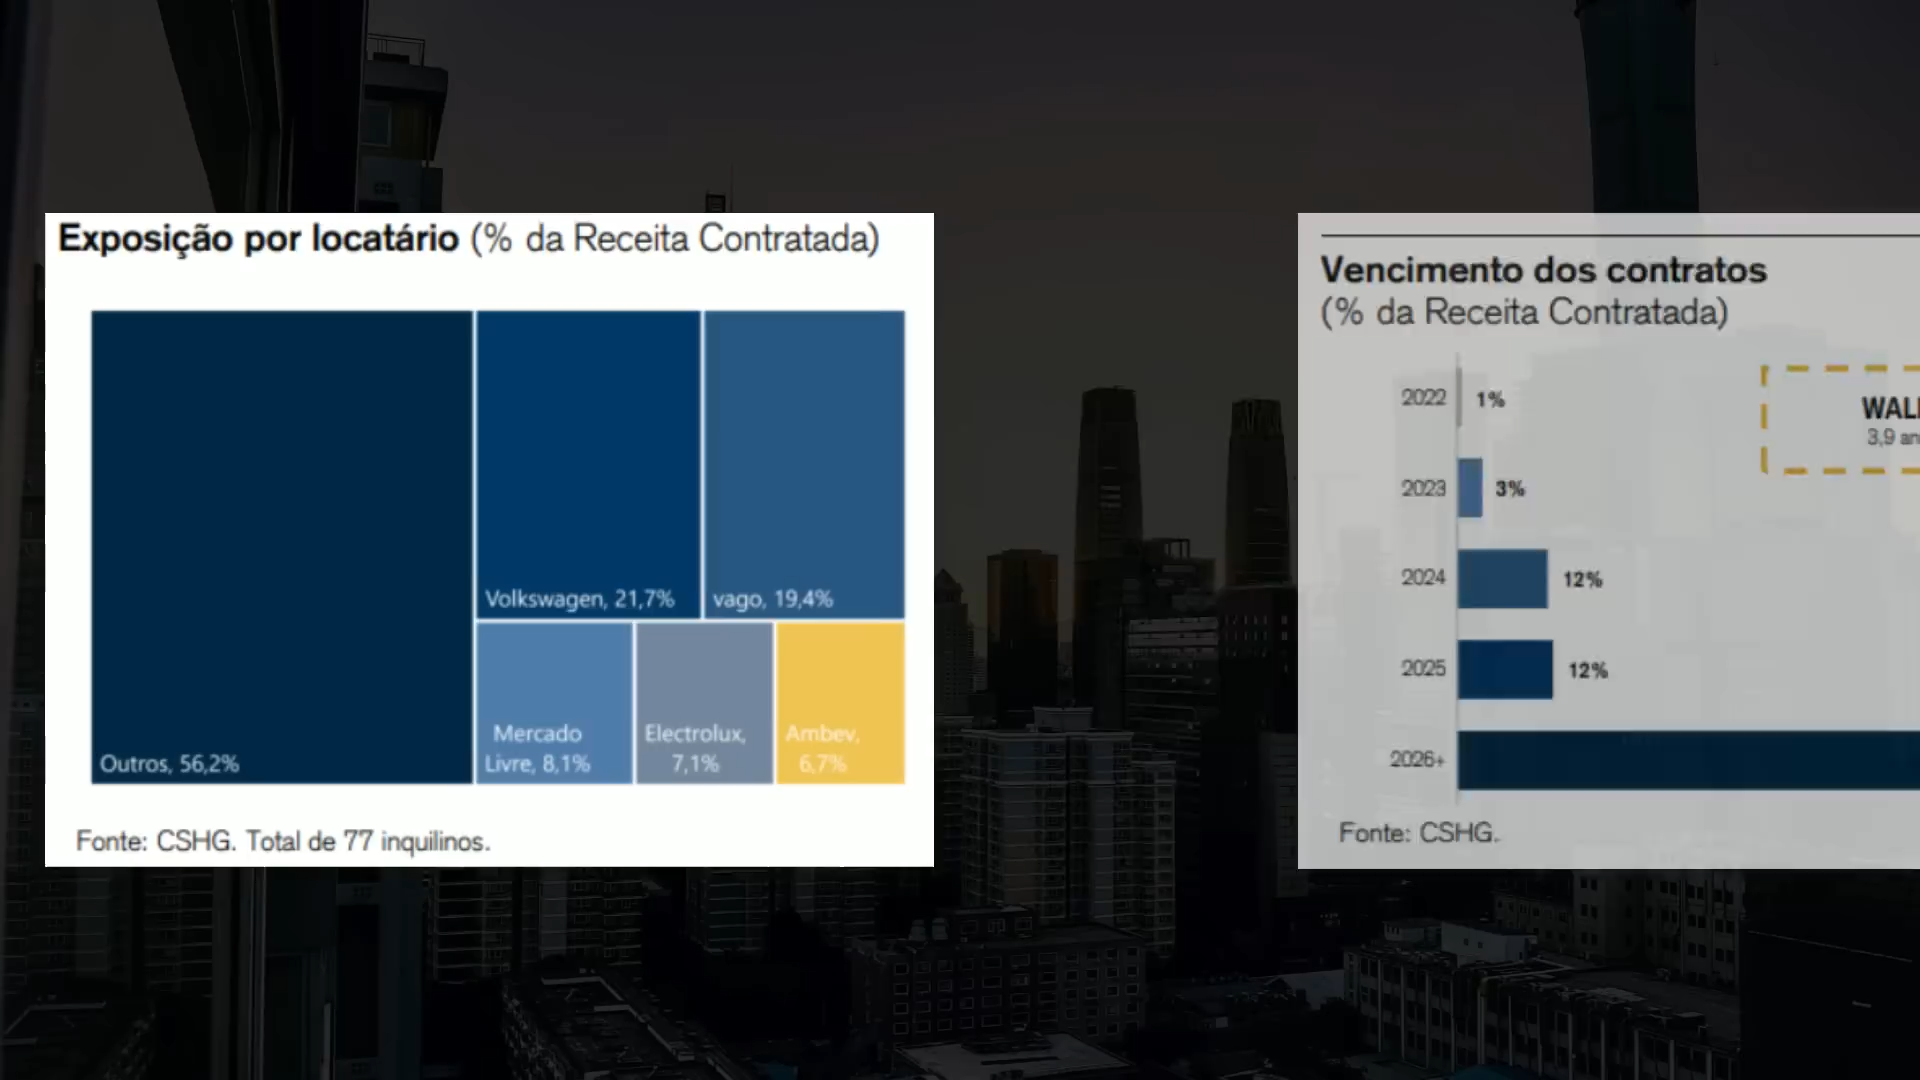 Exposição por locatário (% da Receita Contratada)
Outros, 56,2%
Volkswagen, 21,7%
vago, 19,4%
Mercado
Livre, 8,1%
Electrolux,
7,1%
Ambev,
6,7%
Fonte: CSHG. Total de 77 inquilinos.
Vencimento dos contratos
(% da Receita Contratada)
2022
1%
2023
3%
2024
12%
2025
12%
2026+
3,9
Fonte: CSHG.